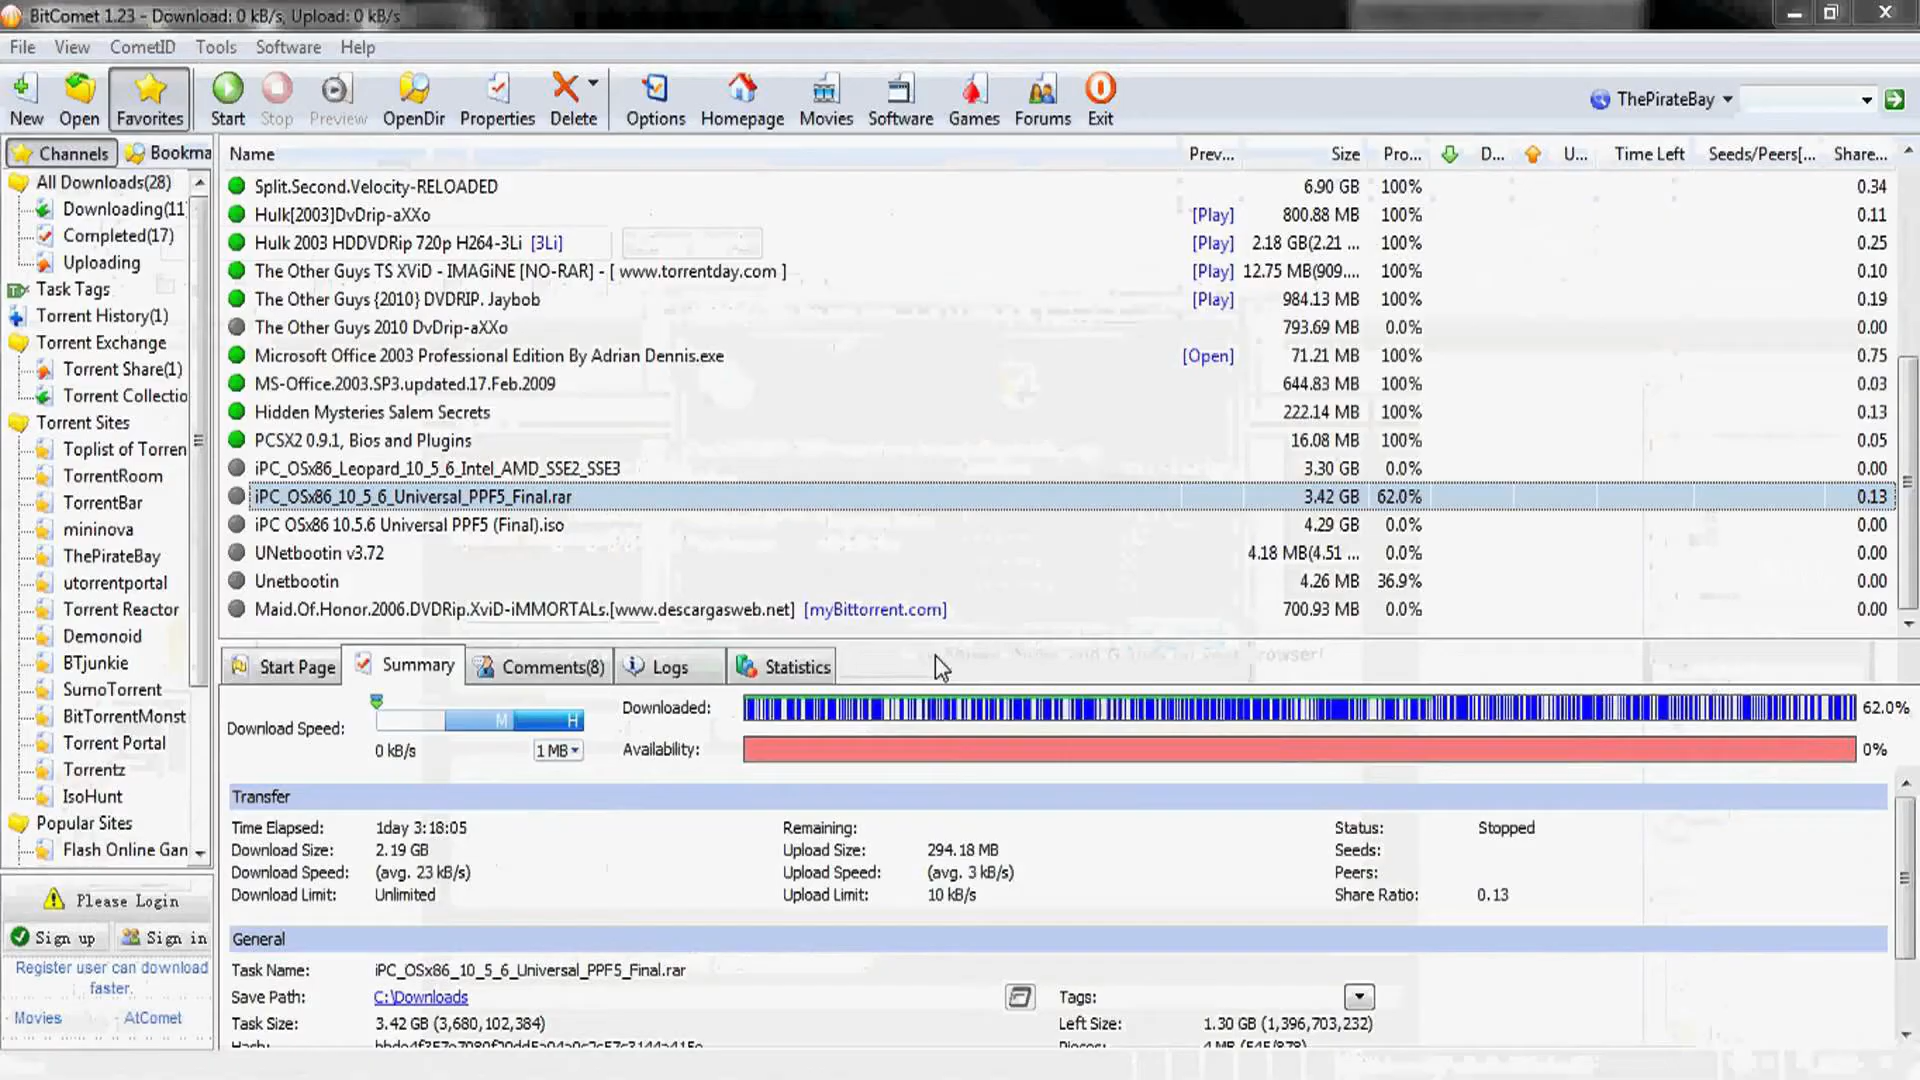 BitComet 1.23 - Download: 0 kB/s, Upload: 0 kB/s
File View CometID Tools Software Help
New Open Favorites Start Stop Preview OpenDir Properties Delete Options Homepage Movies Software Games Forums Exit ThePirateBay
Channels Bookma
Name Prev... Size Pro... D... U... Time Left Seeds/Peers[... Share...
All Downloads(28)
Downloading(11
Completed(17)
Uploading
Task Tags
Torrent History(1)
Torrent Exchange
Torrent Share(1)
Torrent Collectio
Torrent Sites
Toplist of Torren
TorrentRoom
TorrentBar
mininova
ThePirateBay
utorrentportal
Torrent Reactor
Demonoid
BTjunkie
SumoTorrent
BitTorrentMonst
Torrent Portal
Torrentz
IsoHunt
Popular Sites
Flash Online Gan
Please Login
Sign up Sign in
Register user can download
faster.
Movies - AtComet
Split.Second.Velocity-RELOADED 6.90 GB 100% 0.34
Hulk[2003]DvDrip-aXXo [Play] 800.88 MB 100% 0.11
Hulk 2003 HDDVDRip 720p H264-3Li [3Li] [Play] 2.18 GB(2.21 ... 100% 0.25
The Other Guys TS XViD - IMAGiNE [NO-RAR] - [ www.torrentday.com ] [Play] 12.75 MB(909.... 100% 0.10
The Other Guys {2010} DVDRIP. Jaybob [Play] 984.13 MB 100% 0.19
The Other Guys 2010 DvDrip-aXXo 793.69 MB 0.0% 0.00
Microsoft Office 2003 Professional Edition By Adrian Dennis.exe [Open] 71.21 MB 100% 0.75
MS-Office.2003.SP3.updated.17.Feb.2009 644.83 MB 100% 0.03
Hidden Mysteries Salem Secrets 222.14 MB 100% 0.13
PCSX2 0.9.1, Bios and Plugins 16.08 MB 100% 0.05
iPC_OSx86_Leopard_10_5_6_Intel_AMD_SSE2_SSE3 3.30 GB 0.0% 0.00
iPC_OSx86_10_5_6_Universal_PPF5_Final.rar 3.42 GB 62.0% 0.13
iPC OSx86 10.5.6 Universal PPF5 (Final).iso 4.29 GB 0.0% 0.00
UNetbootin v3.72 4.18 MB(4.51 ... 0.0% 0.00
Unetbootin 4.26 MB 36.9% 0.00
Maid.Of.Honor.2006.DVDRip.XviD-iMMORTALs.[www.descargasweb.net] [myBittorrent.com] 700.93 MB 0.0% 0.00
Start Page Summary Comments(8) Logs Statistics
Download Speed: M H Downloaded: 62.0%
0 kB/s 1 MB Availability: 0%
Transfer
Time Elapsed: 1day 3:18:05 Remaining: Status: Stopped
Download Size: 2.19 GB Upload Size: 294.18 MB Seeds:
Download Speed: (avg. 23 kB/s) Upload Speed: (avg. 3 kB/s) Peers:
Download Limit: Unlimited Upload Limit: 10 kB/s Share Ratio: 0.13
General
Task Name: iPC_OSx86_10_5_6_Universal_PPF5_Final.rar
Save Path: C:\Downloads Tags:
Task Size: 3.42 GB (3,680,102,384) Left Size: 1.30 GB (1,396,703,232)